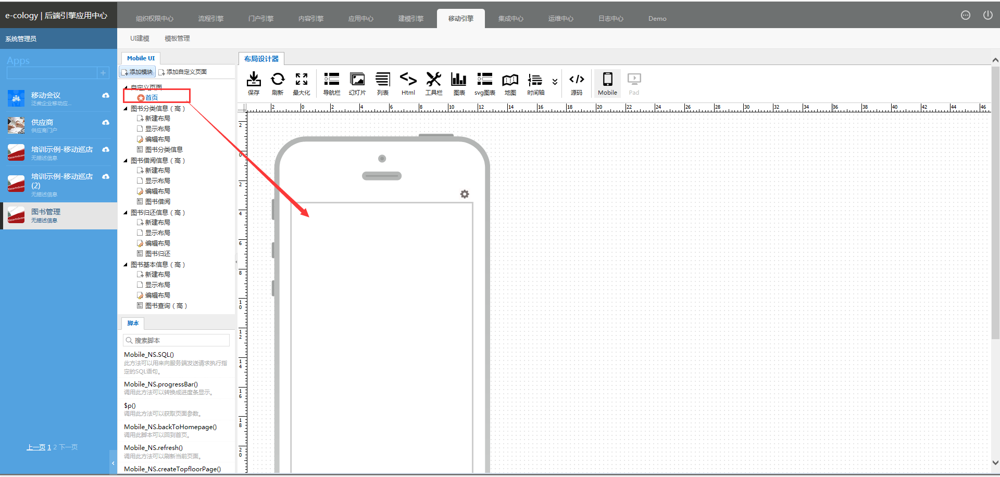 e-cology | 后端引擎应用中心
组织权限中心 流程引擎 门户引擎 内容引擎 应用中心 建模引擎 移动引擎 集成中心 运维中心 日志中心 Demo
系统管理员
UI建模 模板管理
Apps
+
移动会议
泛微企业移动应...
供应商
供应商门户
培训示例-移动巡店
无描述信息
培训示例-移动巡店
(2)
无描述信息
图书管理
无描述信息
上一页 1 2 下一页
Mobile UI
添加模块 添加自定义页面
自定义页面
首页
图书分类信息（高）
新建布局
显示布局
编辑布局
图书分类信息
图书借阅信息（高）
新建布局
显示布局
编辑布局
图书借阅
图书归还信息（高）
新建布局
显示布局
编辑布局
图书归还
图书基本信息（高）
新建布局
显示布局
编辑布局
图书查询（高）
脚本
搜索脚本
Mobile_NS.SQL()
此方法可以用来向服务端发送请求执行指
定的SQL语句。
Mobile_NS.progressBar()
调用此方法可以转换成进度条显示。
$p()
调用此方法可以获取页面参数。
Mobile_NS.backToHomepage()
调用此脚本可以回到首页。
Mobile_NS.refresh()
调用此方法可以刷新当前页面。
Mobile_NS.createTopfloorPage()
布局设计器
保存 刷新 最大化 导航栏 幻灯片 列表 Html 工具栏 图表 svg图表 地图 时间轴 源码 Mobile Pad
2 0 2 4 6 8 10 12 14 16 18 20 22 24 26 28 30 32 34 36 38 40 42 44 46
2
0
2
4
6
8
10
12
14
16
18
20